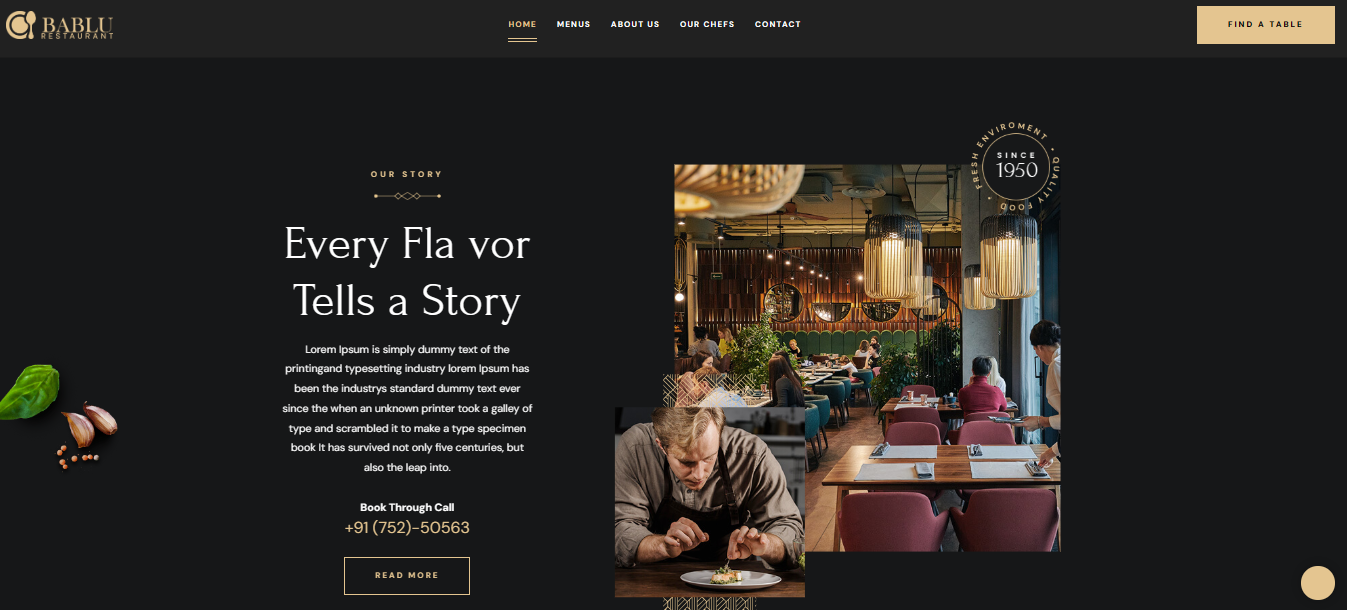 BABLU
RESTAURANT
HOME
MENUS
ABOUT US
OUR CHEFS
CONTACT
FIND A TABLE
OUR STORY
Every Fla vor
Tells a Story
Lorem Ipsum is simply dummy text of the
printingand typesetting industry lorem Ipsum has
been the industrys standard dummy text ever
since the when an unknown printer took a galley of
type and scrambled it to make a type specimen
book It has survived not only five centuries, but
also the leap into.
Book Through Call
+91 (752)-50563
READ MORE
FRESH ENVIROMENT • QUALITY FOOD •
SINCE
1950